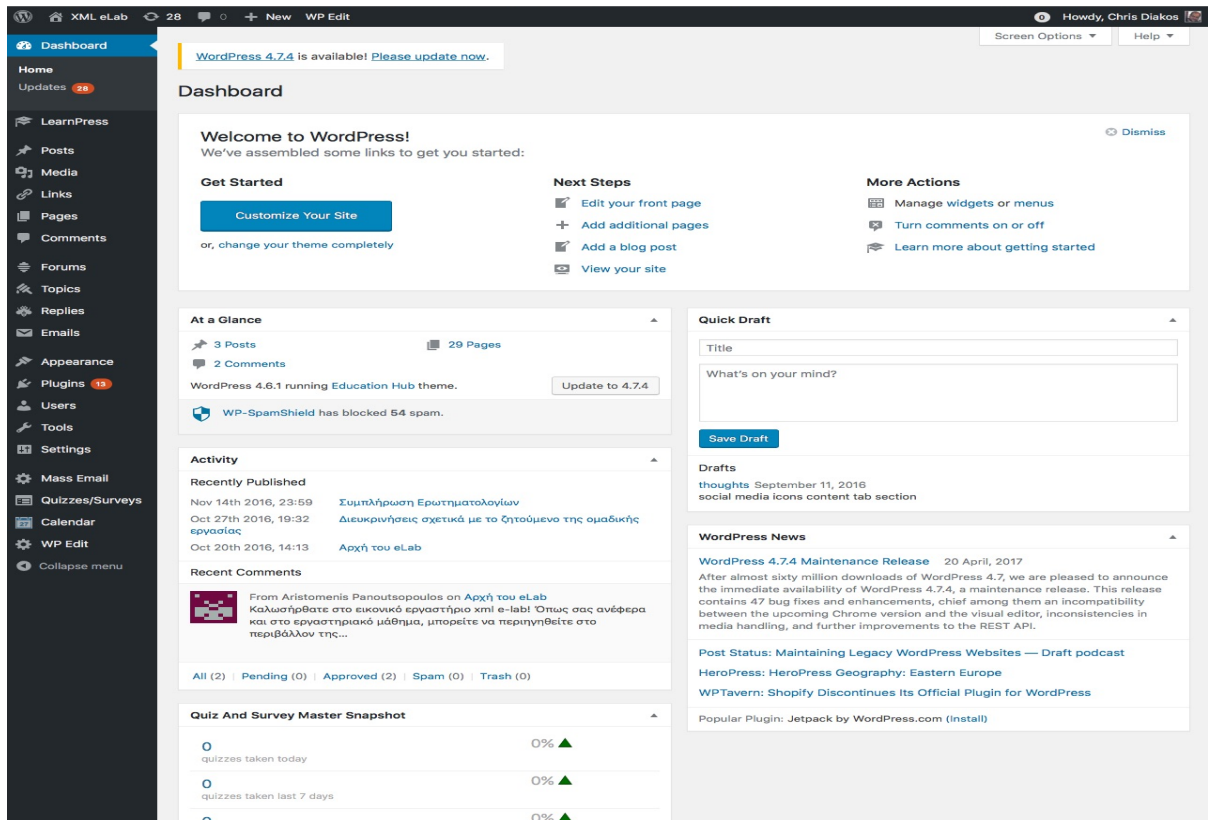 XML eLab 28 0 + New WP Edit
0 Howdy, Chris Diakos
Dashboard
Home
Updates 28
LearnPress
Posts
Media
Links
Pages
Comments
Forums
Topics
Replies
Emails
Appearance
Plugins 13
Users
Tools
Settings
Mass Email
Quizzes/Surveys
Calendar
WP Edit
Collapse menu
Screen Options Help
WordPress 4.7.4 is available! Please update now.
Dashboard
Welcome to WordPress!
Dismiss
We've assembled some links to get you started:
Get Started
Customize Your Site
or, change your theme completely
Next Steps
Edit your front page
Add additional pages
Add a blog post
View your site
More Actions
Manage widgets or menus
Turn comments on or off
Learn more about getting started
At a Glance
3 Posts 29 Pages
2 Comments
WordPress 4.6.1 running Education Hub theme. Update to 4.7.4
WP-SpamShield has blocked 54 spam.
Activity
Recently Published
Nov 14th 2016, 23:59 Συμπλήρωση Ερωτηματολογίων
Oct 27th 2016, 19:32 Διευκρινήσεις σχετικά με το ζητούμενο της ομαδικής
εργασίας
Oct 20th 2016, 14:13 Αρχή του eLab
Recent Comments
From Aristomenis Panoutsopoulos on Αρχή του eLab
Καλωσήρθατε στο εικονικό εργαστήριο xml e-lab! Όπως σας ανέφερα
και στο εργαστηριακό μάθημα, μπορείτε να περιηγηθείτε στο
περιβάλλον της...
All (2) | Pending (0) | Approved (2) | Spam (0) | Trash (0)
Quiz And Survey Master Snapshot
0 0%
quizzes taken today
0 0%
quizzes taken last 7 days
0 0%
Quick Draft
Title
What's on your mind?
Save Draft
Drafts
thoughts September 11, 2016
social media icons content tab section
WordPress News
WordPress 4.7.4 Maintenance Release 20 April, 2017
After almost sixty million downloads of WordPress 4.7, we are pleased to announce
the immediate availability of WordPress 4.7.4, a maintenance release. This release
contains 47 bug fixes and enhancements, chief among them an incompatibility
between the upcoming Chrome version and the visual editor, inconsistencies in
media handling, and further improvements to the REST API.
Post Status: Maintaining Legacy WordPress Websites — Draft podcast
HeroPress: HeroPress Geography: Eastern Europe
WPTavern: Shopify Discontinues Its Official Plugin for WordPress
Popular Plugin: Jetpack by WordPress.com (Install)